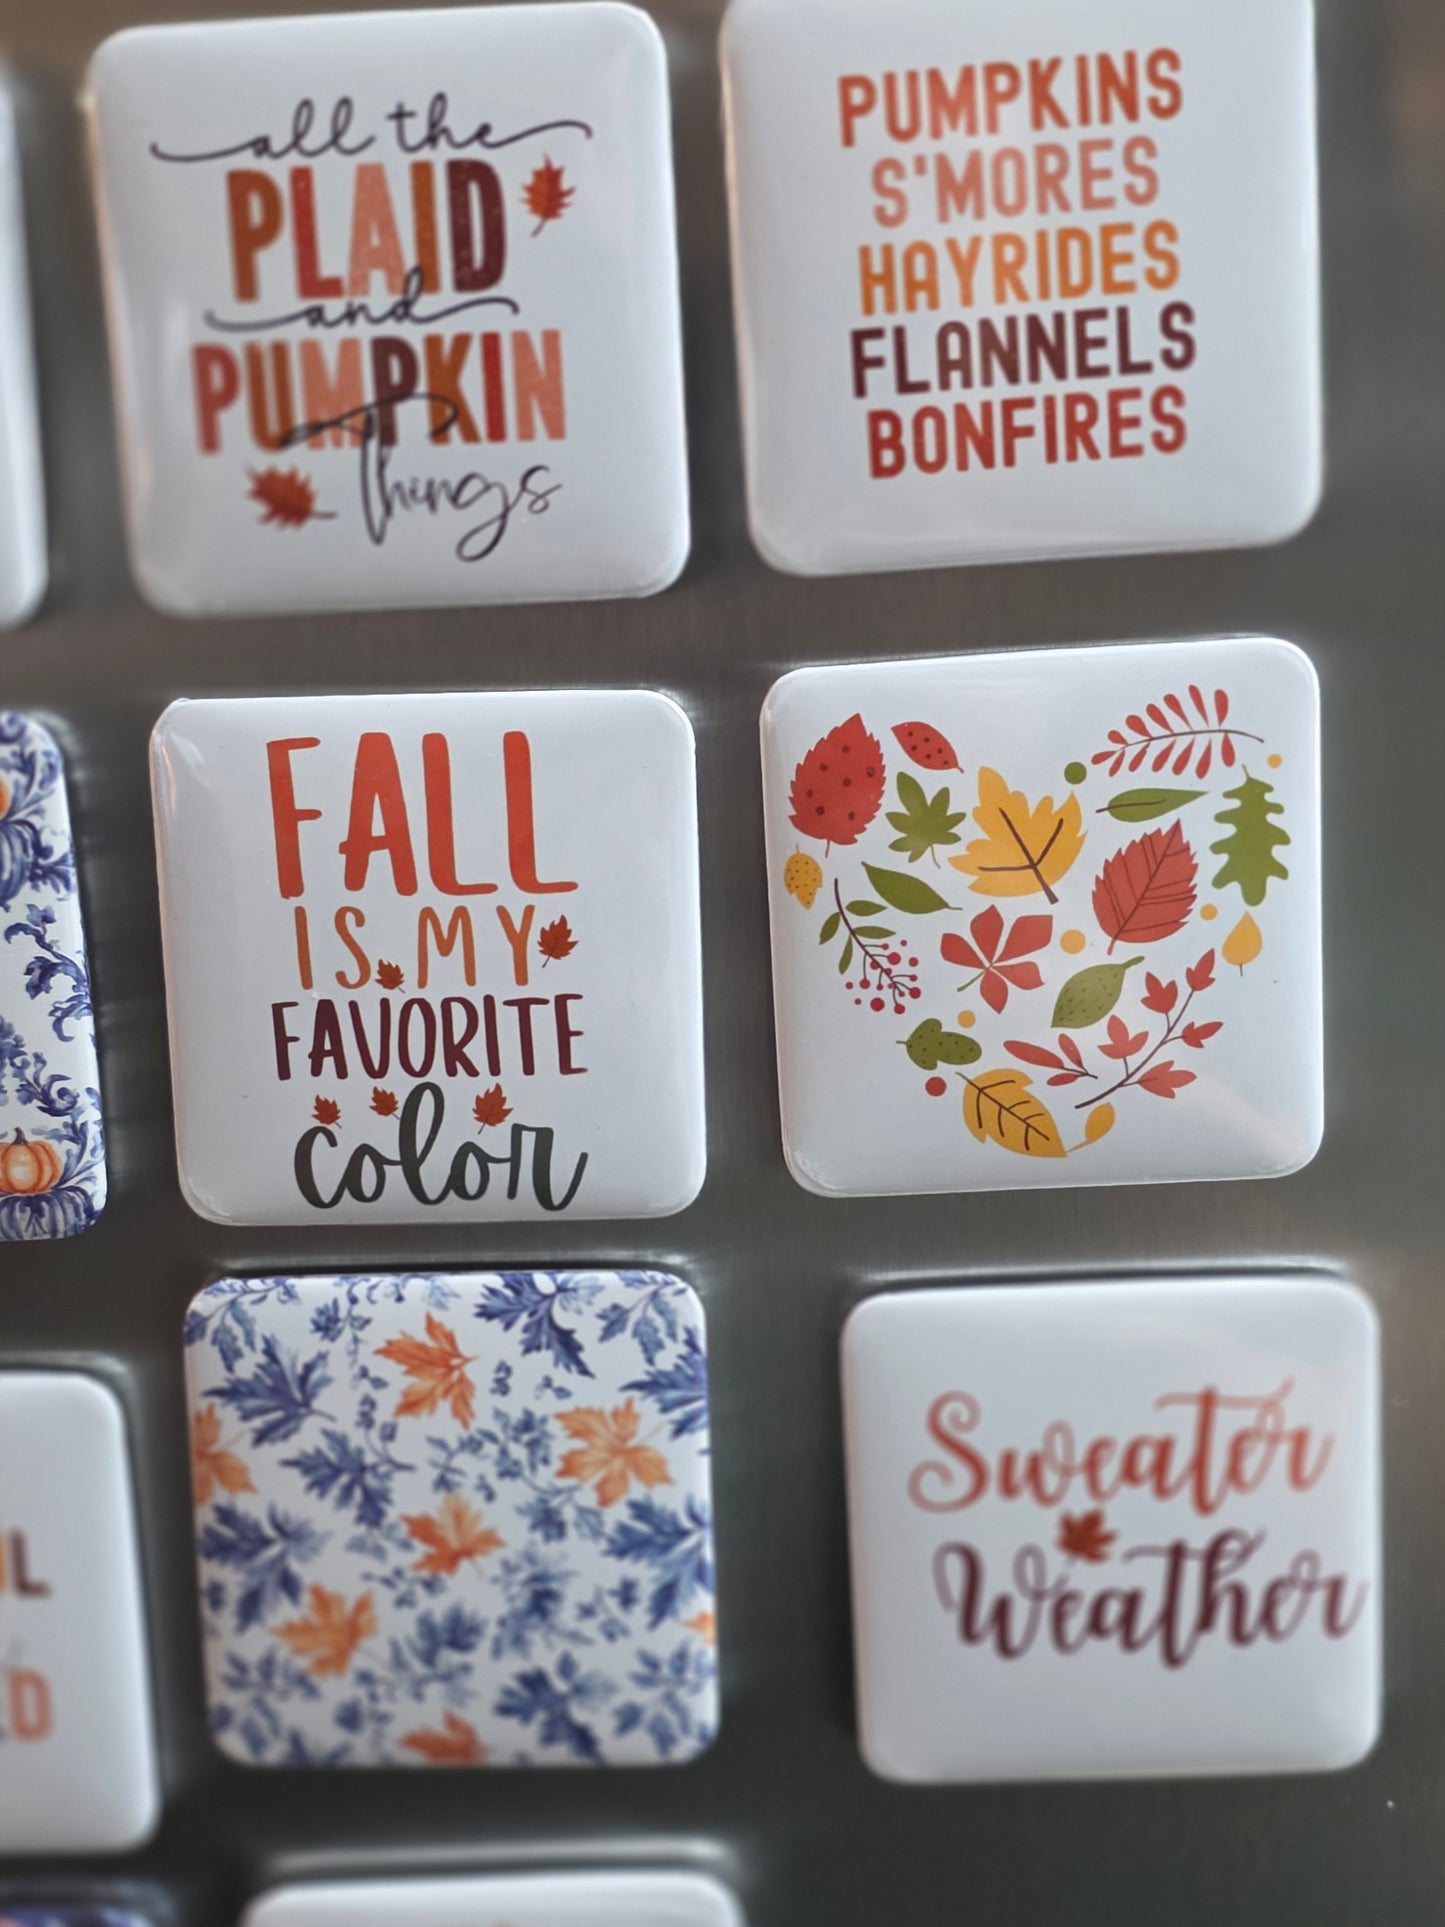 all the
PLAID
and
PUMPKIN
Things
PUMPKINS
S'MORES
HAYRIDES
FLANNELS
BONFIRES
FALL
IS MY
FAVORITE
color
Sweater
Weather